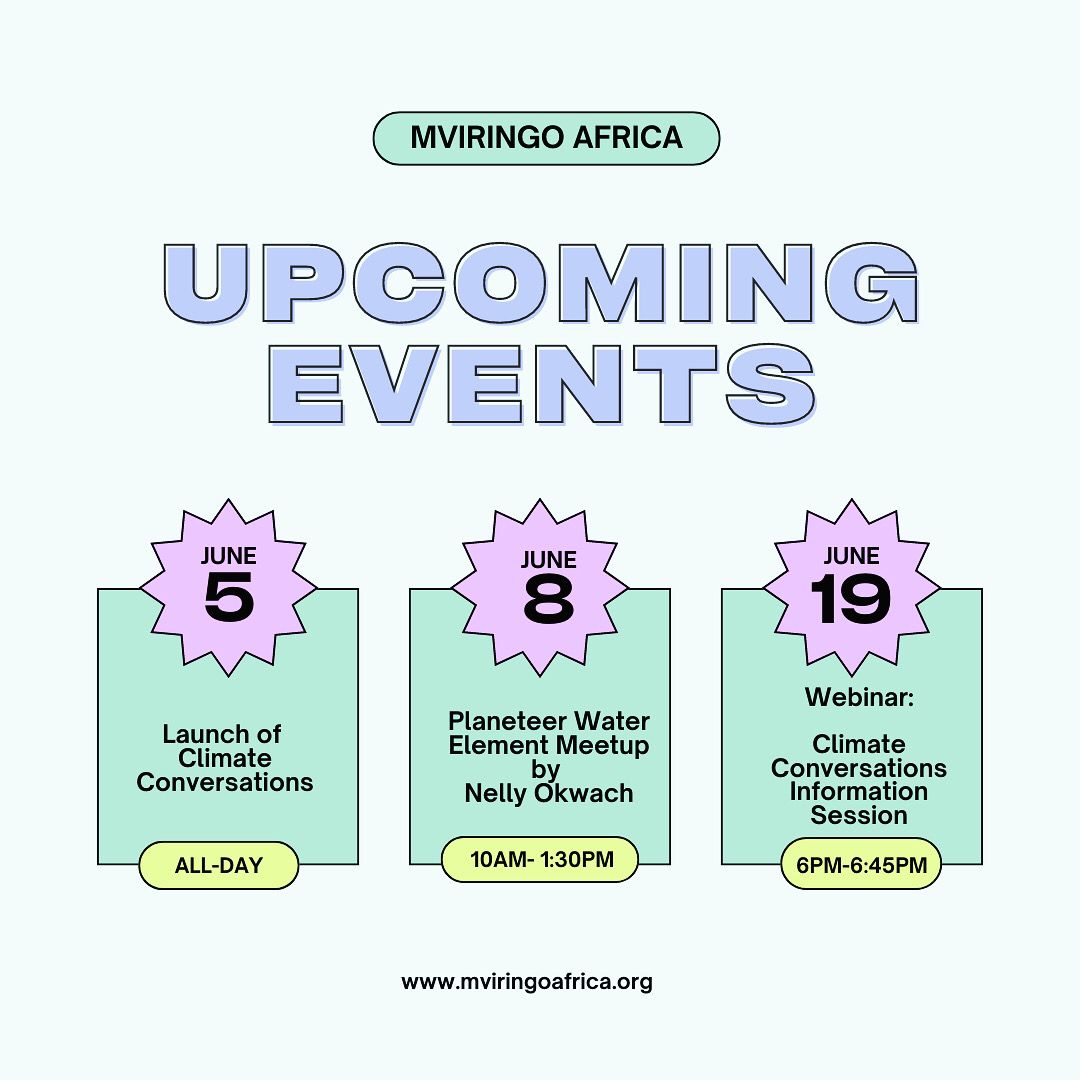 MVIRINGO AFRICA
UPCOMING
EVENTS
JUNE
5
Launch of
Climate
Conversations
ALL-DAY
JUNE
8
Planeteer Water
Element Meetup
by
Nelly Okwach
10AM- 1:30PM
JUNE
19
Webinar:
Climate
Conversations
Information
Session
6PM-6:45PM
www.mviringoafrica.org